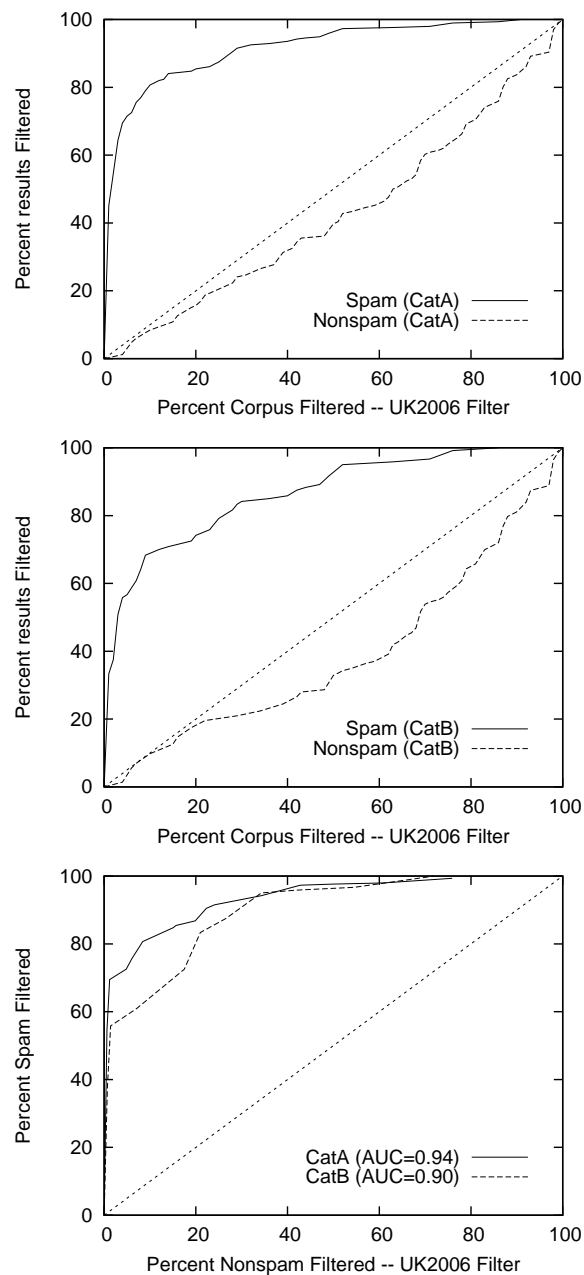 100
80
60
40
20
0
Percent results Filtered
Spam (CatA)
Nonspam (CatA)
0 20 40 60 80 100
Percent Corpus Filtered -- UK2006 Filter
100
80
60
40
20
0
Percent results Filtered
Spam (CatB)
Nonspam (CatB)
0 20 40 60 80 100
Percent Corpus Filtered -- UK2006 Filter
100
80
60
40
20
0
Percent Spam Filtered
CatA (AUC=0.94)
CatB (AUC=0.90)
0 20 40 60 80 100
Percent Nonspam Filtered -- UK2006 Filter